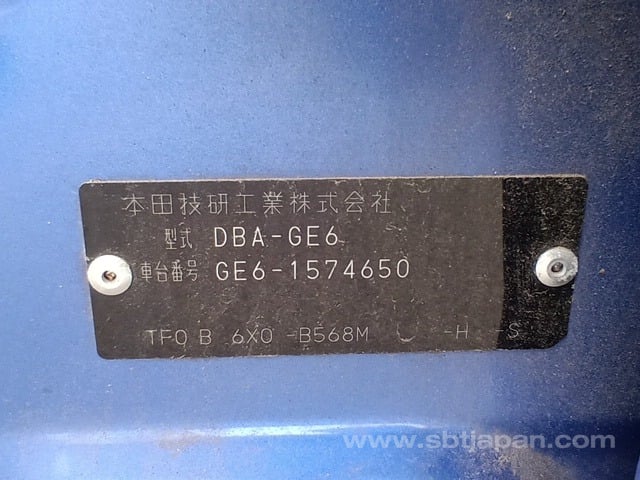 本田技研工業株式会社
型式 DBA-GE6
車台番号 GE6-1574650
TFO B 6X0 -B568M -H -S
www.sbtjapan.com